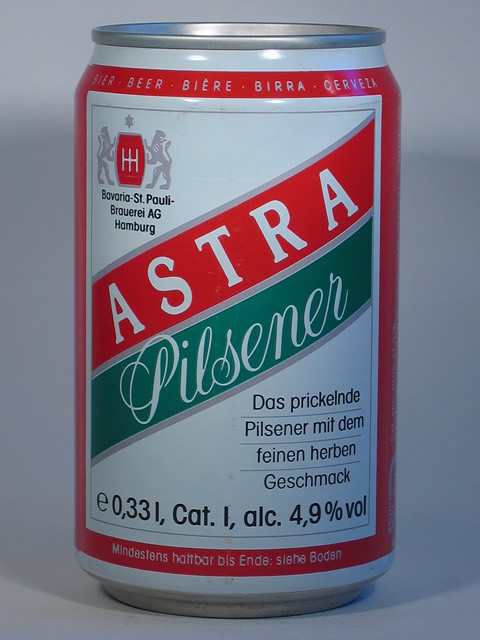 BIER · BEER · BIÈRE · BIRRA · CERVEZA
Bavaria-St. Pauli-
Brauerei AG
Hamburg
ASTRA
Pilsener
Das prickelnde
Pilsener mit dem
feinen herben
Geschmack
e 0,33 l, Cat. I, alc. 4,9 % vol
Mindestens haltbar bis Ende: siehe Boden